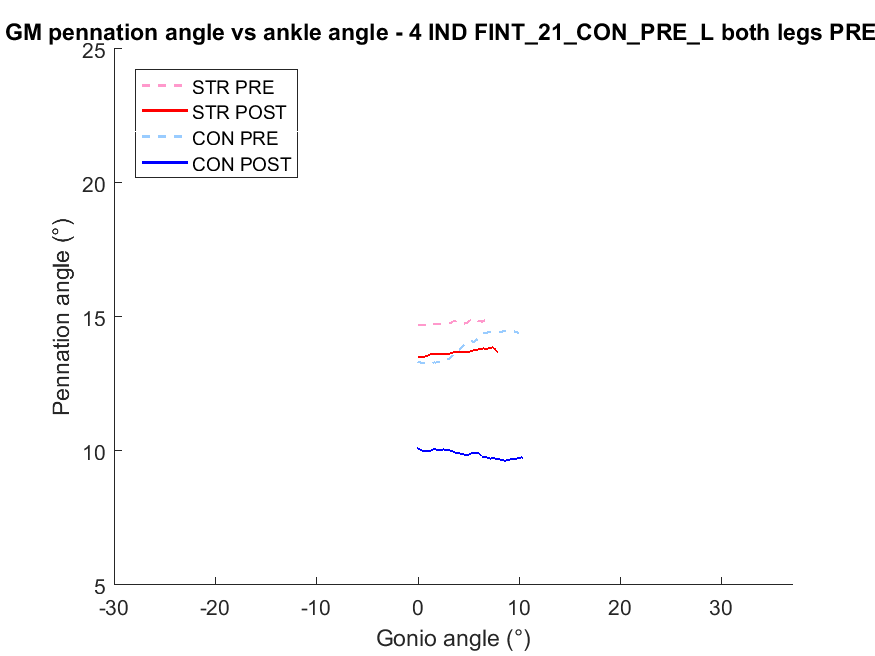 GM pennation angle vs ankle angle - 4 IND FINT_21_CON_PRE_L both legs PRE
25
20
15
10
5
Pennation angle (°)
STR PRE
STR POST
CON PRE
CON POST
-30
-20
-10
0
10
20
30
Gonio angle (°)